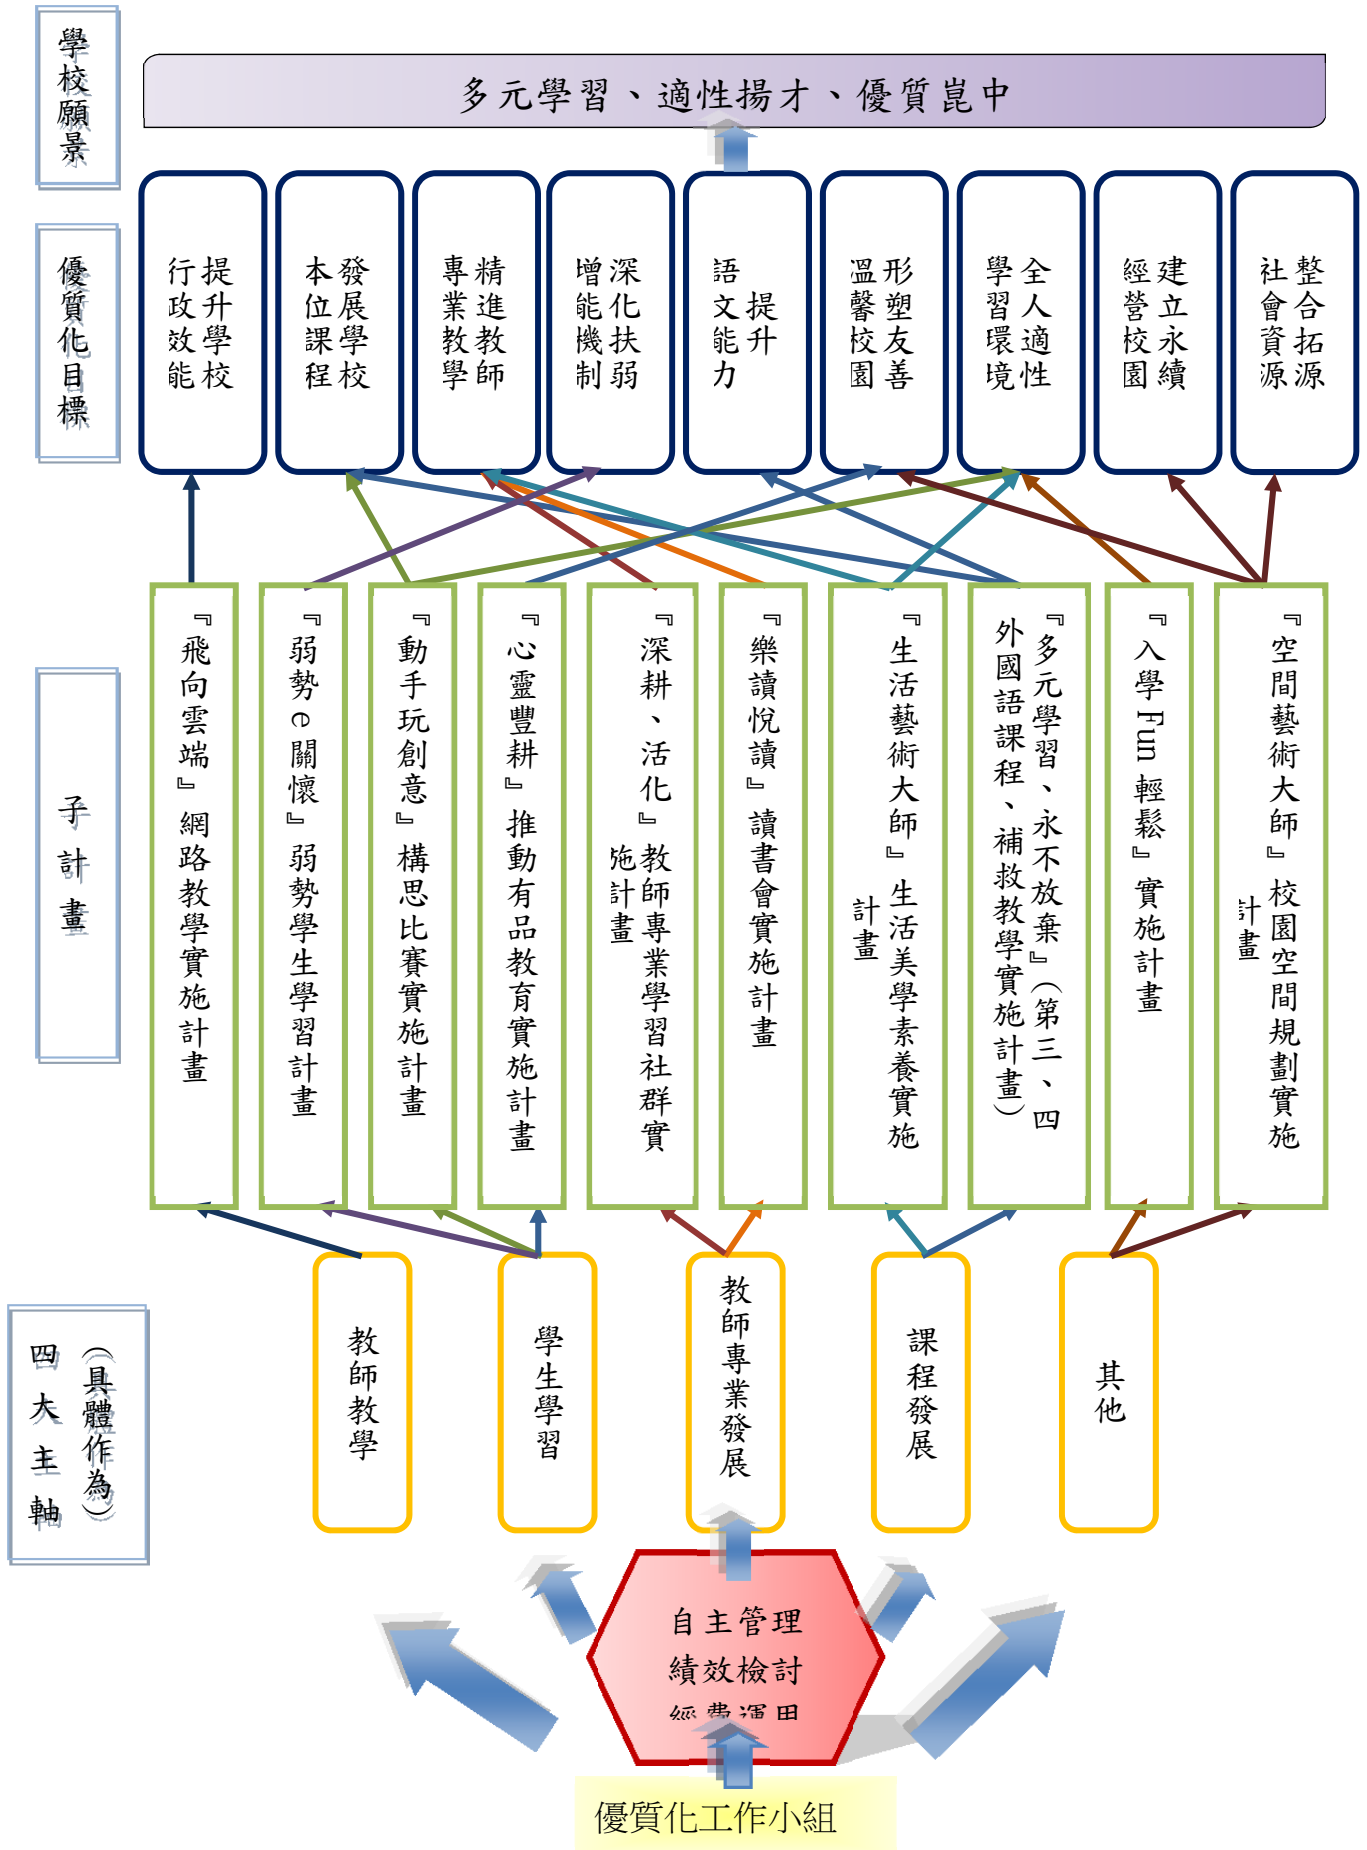 學校願景
多元學習、適性揚才、優質崑中
優質化目標
提升學校
行政效能
發展學校
本位課程
精進教師
專業教學
深化扶弱
增能機制
提升
語文能力
形塑友善
溫馨校園
全人適性
學習環境
建立永續
經營校園
整合拓源
社會資源
子計畫
『飛向雲端』網路教學實施計畫
『弱勢e關懷』弱勢學生學習計畫
『動手玩創意』構思比賽實施計畫
『心靈豐耕』推動有品教育實施計畫
『深耕、活化』教師專業學習社群實
施計畫
『樂讀悅讀』讀書會實施計畫
『生活藝術大師』生活美學素養實施
計畫
『多元學習、永不放棄』(第三、四
外國語課程、補救教學實施計畫)
『入學Fun輕鬆』實施計畫
『空間藝術大師』校園空間規劃實施
計畫
(具體作為)
四大主軸
教師教學
學生學習
教師專業發展
課程發展
其他
自主管理
績效檢討
經費運用
優質化工作小組